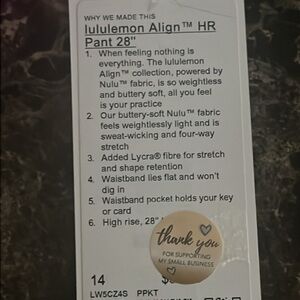 WHY WE MADE THIS
lululemon Align™ HR
Pant 28"
1. When feeling nothing is
everything. The lululemon
Align™ collection, powered by
Nulu™ fabric, is so weightless
and buttery soft, all you feel
is your practice
2. Our buttery-soft Nulu™ fabric
feels weightlessly light and is
sweat-wicking and four-way
stretch
3. Added Lycra® fibre for stretch
and shape retention
4. Waistband lies flat and won't
dig in
5. Waistband pocket holds your key
or card
6. High rise, 28"
thank you
FOR SUPPORTING
MY SMALL BUSINESS
14 $
LW5CZ4S PPKT